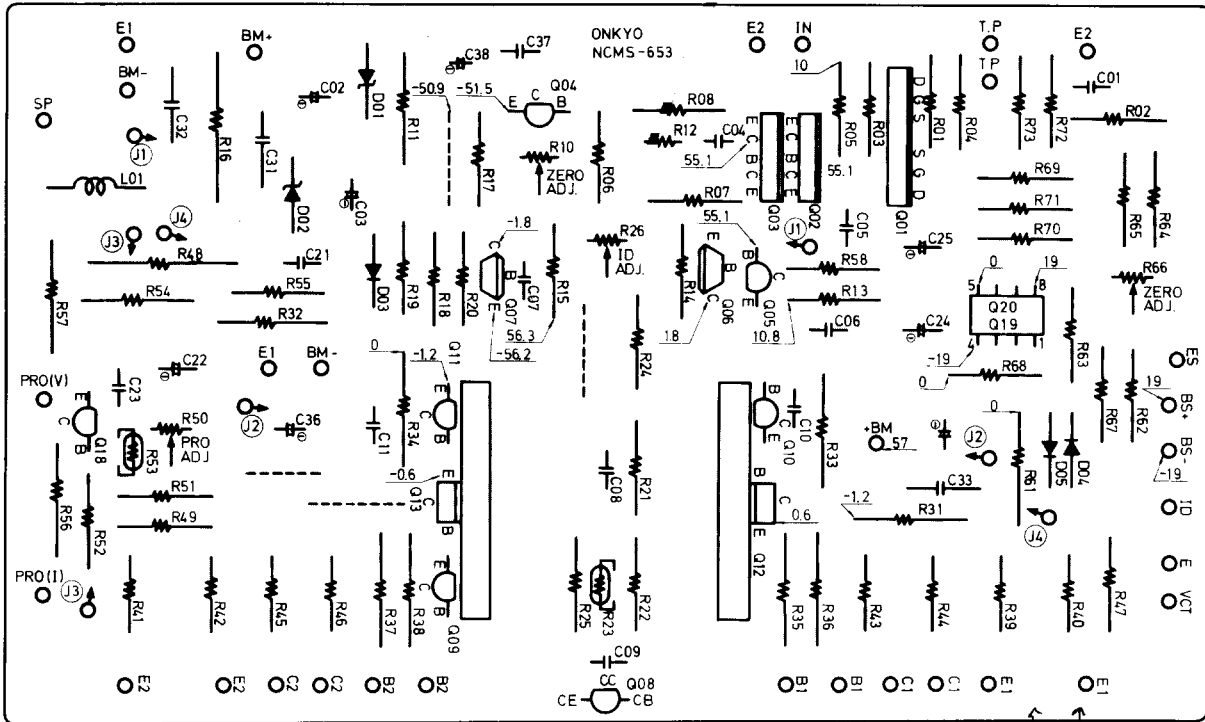 E1
BM+
ONKYO
NCMS-653
C37
C38
E2
IN
T.P
TP
E2
BM-
SP
C32
R16
C31
C02
D01
R11
-50.9
-51.5
E
C
B
Q04
R08
R12
C04
10
R05
R03
D
G
S
R01
R04
R73
R72
C01
R02
J1
L01
D02
C03
R17
R10
ZERO
ADJ.
R06
55.1
E
C
B
C
E
Q03
E
C
B
C
E
Q02
55.1
S
G
D
Q01
R69
R71
R70
R65
R64
R07
J3
J4
R48
C21
R54
R55
R32
R57
D03
R19
R18
R20
-1.8
C
B
E
Q07
C07
R15
R26
ID
ADJ.
R14
E
B
C
Q06
55.1
B
C
E
Q05
J1
C05
R58
R13
C25
0
5
19
8
R66
ZERO
ADJ.
56.3
-56.2
1.8
10.8
C06
C24
Q20
Q19
4
1
-19
R63
R24
E1
BM-
0
-1.2
Q11
C22
0
R68
ES
PRO(V)
C23
C
B
Q18
R50
PRO
ADJ
R53
J2
C36
C11
R34
E
C
B
B
C
E
Q10
C10
R33
+BM
57
J2
0
R61
D05
D04
R67
R62
19
BS+
BS-
-19
R56
R52
R51
R49
-0.6
E
C
B
Q13
C08
R21
B
C
E
0.6
Q12
-1.2
R31
C33
J4
ID
PRO(I)
J3
R41
R42
R45
R46
R37
R38
E
C
B
Q09
R25
R23
R22
R35
R36
R43
R44
R39
R40
R47
E
VCT
C09
E2
E2
C2
C2
B2
B2
CC
CE
CB
Q08
B1
B1
C1
C1
E1
E1